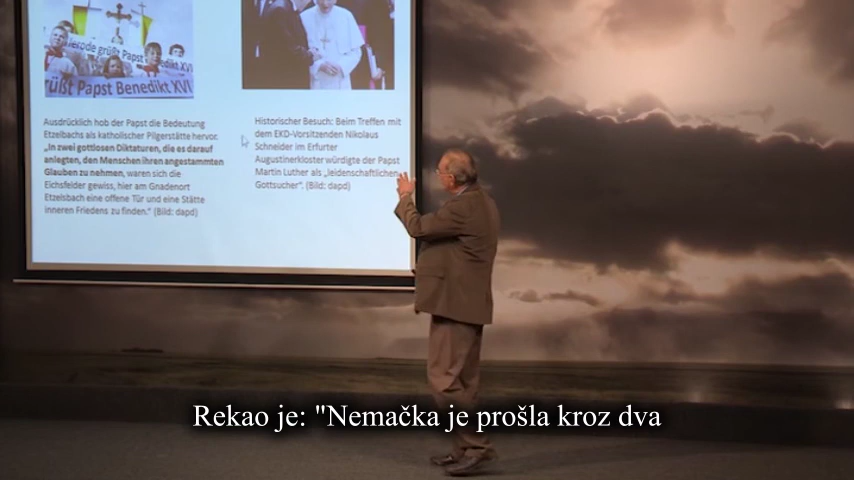 erode grüßt Papst
grüßt Papst Benedikt XVI
Ausdrücklich hob der Papst die Bedeutung
Etzelbachs als katholischer Pilgerstätte hervor.
„In zwei gottlosen Diktaturen, die es darauf
anlegten, den Menschen ihren angestammten
Glauben zu nehmen, waren sich die
Eichsfelder gewiss, hier am Gnadenort
Etzelsbach eine offene Tür und eine Stätte
inneren Friedens zu finden.“ (Bild: dapd)
Historischer Besuch: Beim Treffen mit
dem EKD-Vorsitzenden Nikolaus
Schneider im Erfurter
Augustinerkloster würdigte der Papst
Martin Luther als „leidenschaftlichen
Gottsucher“. (Bild: dapd)
Rekao je: "Nemačka je prošla kroz dva